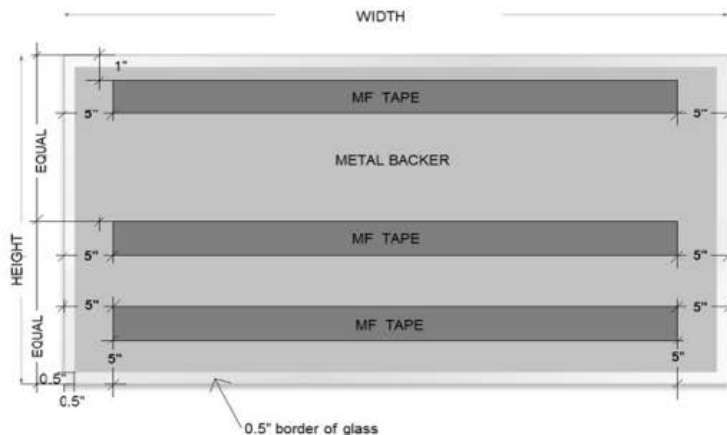 WIDTH
1"
MF TAPE
5"
5"
EQUAL
METAL BACKER
HEIGHT
MF TAPE
5"
5"
5"
5"
MF TAPE
EQUAL
5"
5"
0.5"
0.5"
0.5" border of glass